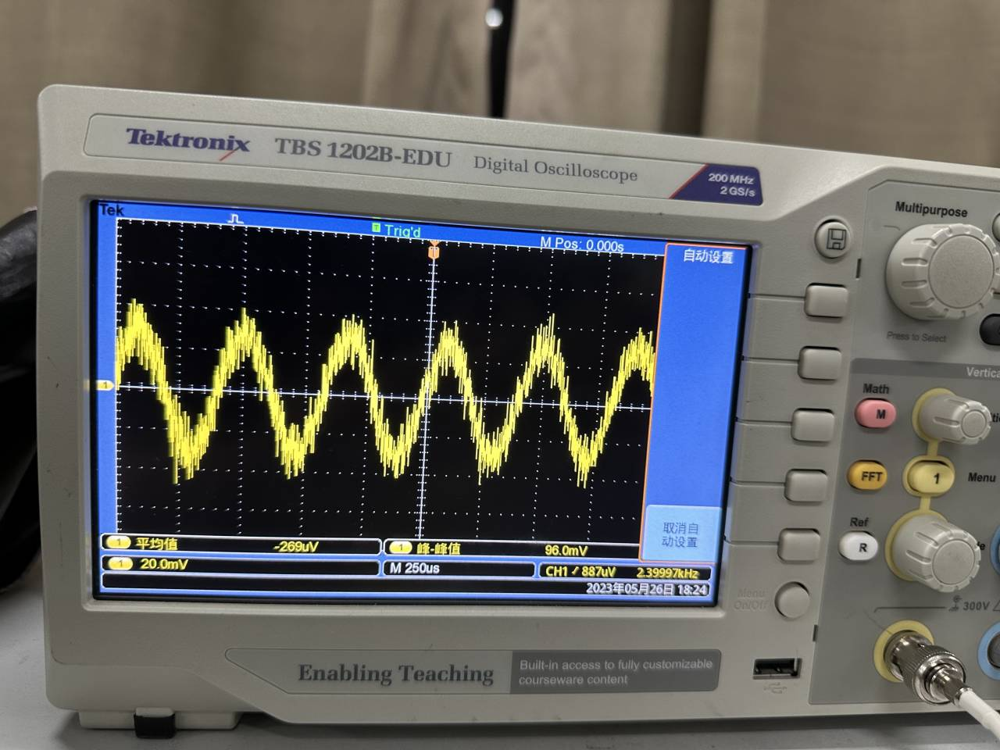 Tektronix TBS 1202B-EDU Digital Oscilloscope
200 MHz
2 GS/s
Tek
T Trig'd
M Pos: 0.000s
自动设置
1
取消自
动设置
1 平均值 -269uV
1 峰-峰值 96.0mV
1 20.0mV
M 250us
CH1 / 887uV 2.39997kHz
2023年05月26日 18:24
Enabling Teaching
Built-in access to fully customizable
courseware content
Multipurpose
Press to Select
Math
M
FFT
1
Menu
Ref
R
Menu
On/Off
300V